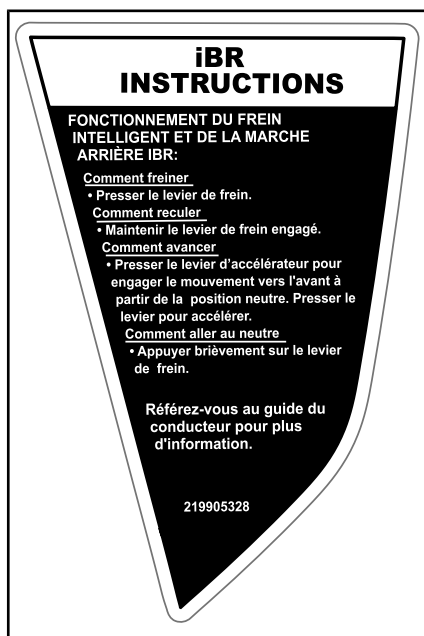 iBR
INSTRUCTIONS
FONCTIONNEMENT DU FREIN
INTELLIGENT ET DE LA MARCHE
ARRIÈRE IBR:
Comment freiner
• Presser le levier de frein.
Comment reculer
• Maintenir le levier de frein engagé.
Comment avancer
• Presser le levier d'accélérateur pour
engager le mouvement vers l'avant à
partir de la position neutre. Presser le
levier pour accélérer.
Comment aller au neutre
• Appuyer brièvement sur le levier
de frein.
Référez-vous au guide du
conducteur pour plus
d'information.
219905328